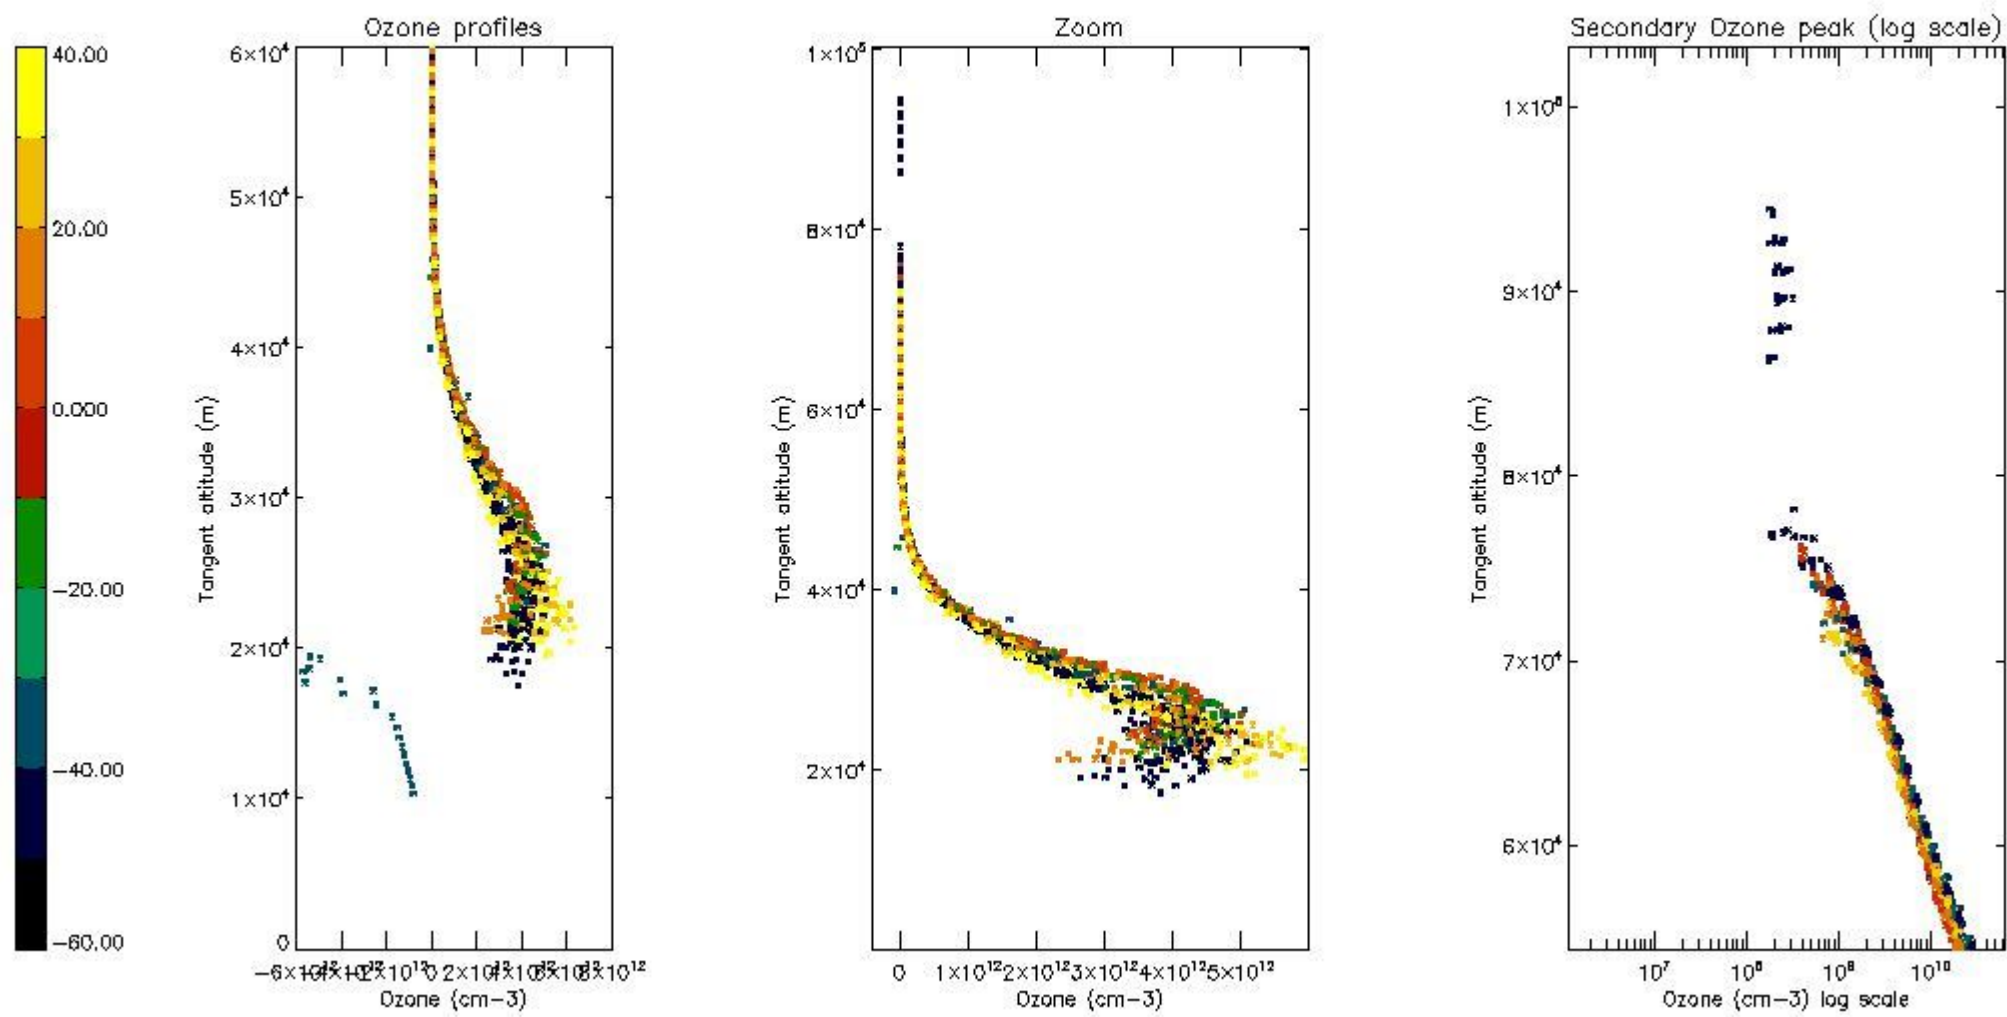 Ozone profiles
Zoom
Secondary Ozone peak (log scale)
40.00
20.00
0.000
−20.00
−40.00
−60.00
6×10⁴
5×10⁴
4×10⁴
3×10⁴
2×10⁴
1×10⁴
0
Tangent altitude (m)
0
8×10¹²
Ozone (cm−3)
1×10⁵
8×10⁴
6×10⁴
4×10⁴
2×10⁴
Tangent altitude (m)
0 1×10¹² 2×10¹² 3×10¹² 4×10¹² 5×10¹²
Ozone (cm−3)
9×10⁴
8×10⁴
7×10⁴
6×10⁴
Tangent altitude (m)
10⁷ 10⁸ 10⁹ 10¹⁰
Ozone (cm−3) log scale